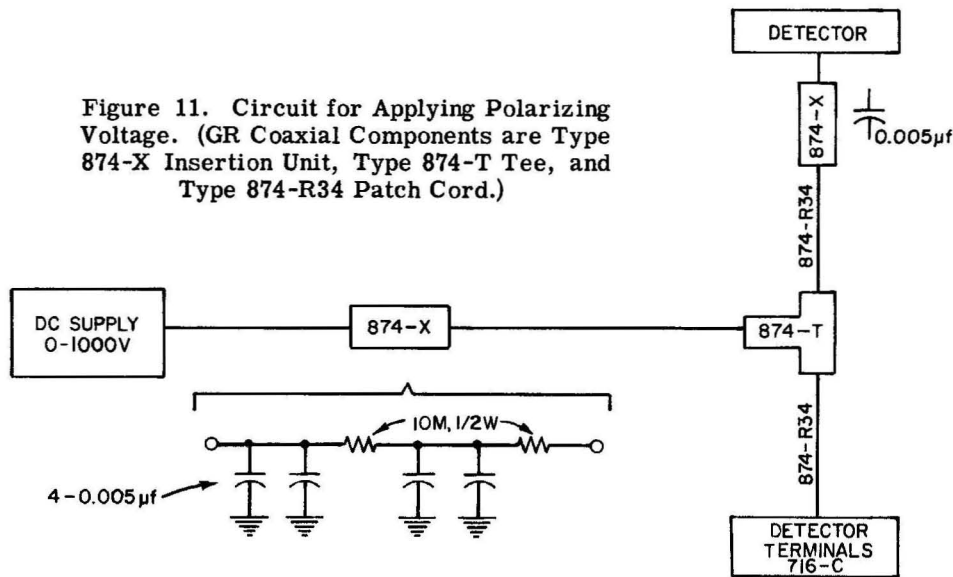 Figure 11. Circuit for Applying Polarizing
Voltage. (GR Coaxial Components are Type
874-X Insertion Unit, Type 874-T Tee, and
Type 874-R34 Patch Cord.)
DETECTOR
874-X
0.005μf
874-R34
DC SUPPLY
0-1000V
874-X
874-T
10M, 1/2W
4-0.005μf
874-R34
DETECTOR
TERMINALS
716-C